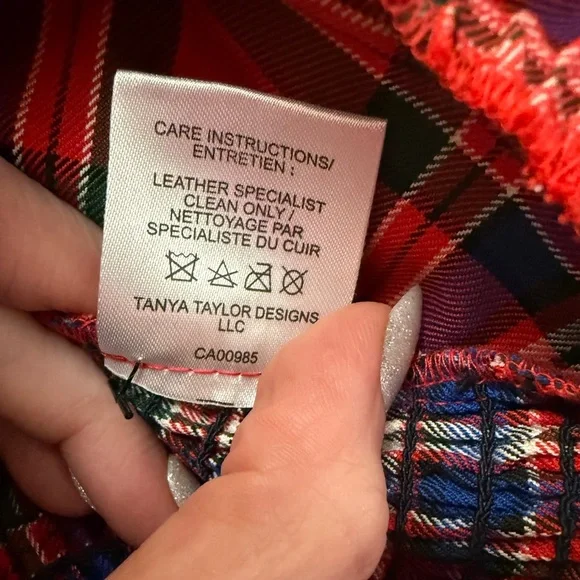 CARE INSTRUCTIONS/
ENTRETIEN ;
LEATHER SPECIALIST
CLEAN ONLY /
NETTOYAGE PAR
SPECIALISTE DU CUIR
TANYA TAYLOR DESIGNS
LLC
CA00985